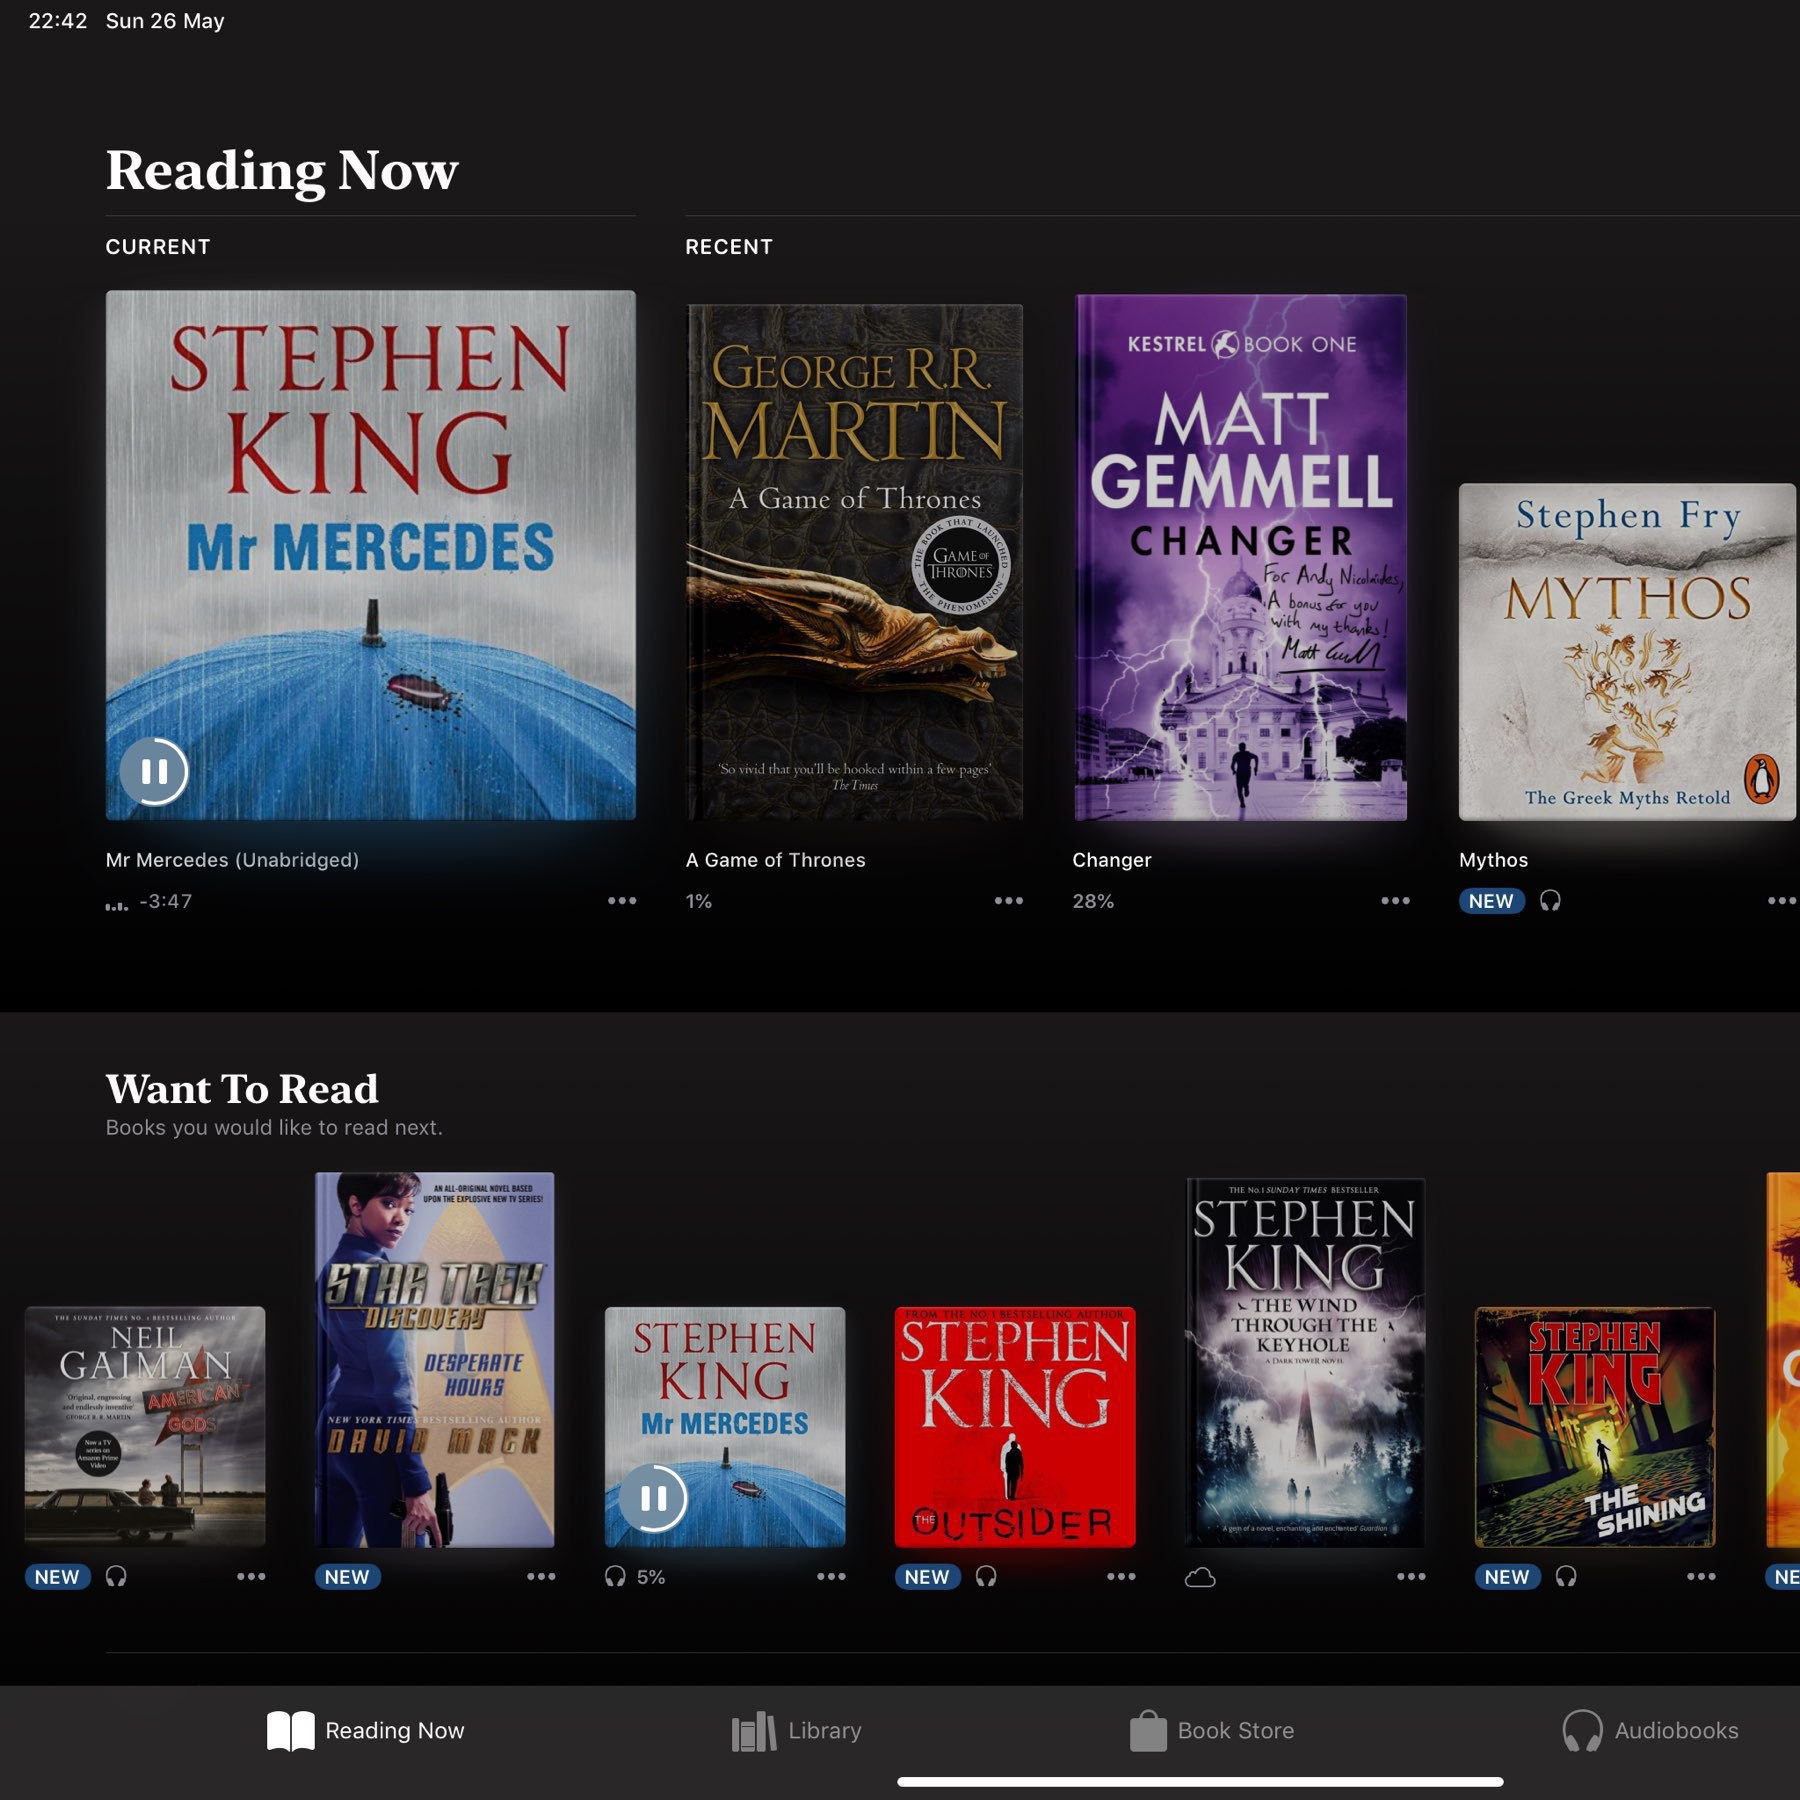 22:42 Sun 26 May
Reading Now
CURRENT
RECENT
STEPHEN
KING
Mr MERCEDES
GEORGE R.R.
MARTIN
A Game of Thrones
THE BOOK THAT LAUNCHED
GAME OF
THRONES
THE PHENOMENON
'So vivid that you'll be hooked within a few pages'
The Times
KESTREL BOOK ONE
MATT
GEMMELL
CHANGER
For Andy Nicolaides,
A bonus for you
with my thanks!
Matt Gemmell
Stephen Fry
MYTHOS
The Greek Myths Retold
Mr Mercedes (Unabridged)
-3:47
A Game of Thrones
1%
Changer
28%
Mythos
NEW
Want To Read
Books you would like to read next.
THE SUNDAY TIMES NO. 1 BESTSELLING AUTHOR
NEIL
GAIMAN
'Original, engrossing
and endlessly inventive'
GEORGE R. R. MARTIN
AMERICAN
GODS
Now a TV
series on
Amazon Prime
Video
NEW
AN ALL-ORIGINAL NOVEL BASED
UPON THE EXPLOSIVE NEW TV SERIES!
STAR TREK
DISCOVERY
DESPERATE
HOURS
NEW YORK TIMES BESTSELLING AUTHOR
DAVID MACK
NEW
STEPHEN
KING
Mr MERCEDES
5%
FROM THE NO. 1 BESTSELLING AUTHOR
STEPHEN
KING
THE OUTSIDER
NEW
THE No.1 SUNDAY TIMES BESTSELLER
STEPHEN
KING
THE WIND
THROUGH THE
KEYHOLE
A DARK TOWER NOVEL
'A gem of a novel, enchanting and enchanted' Guardian
STEPHEN
KING
THE
SHINING
NEW
NE
Reading Now
Library
Book Store
Audiobooks